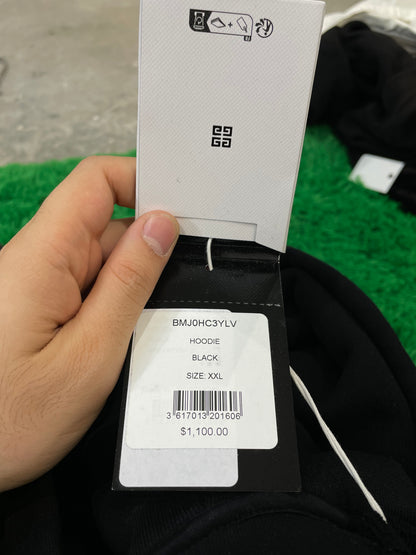 BMJ0HC3YLV
HOODIE
BLACK
SIZE: XXL
3 617013 201606
$1,100.00